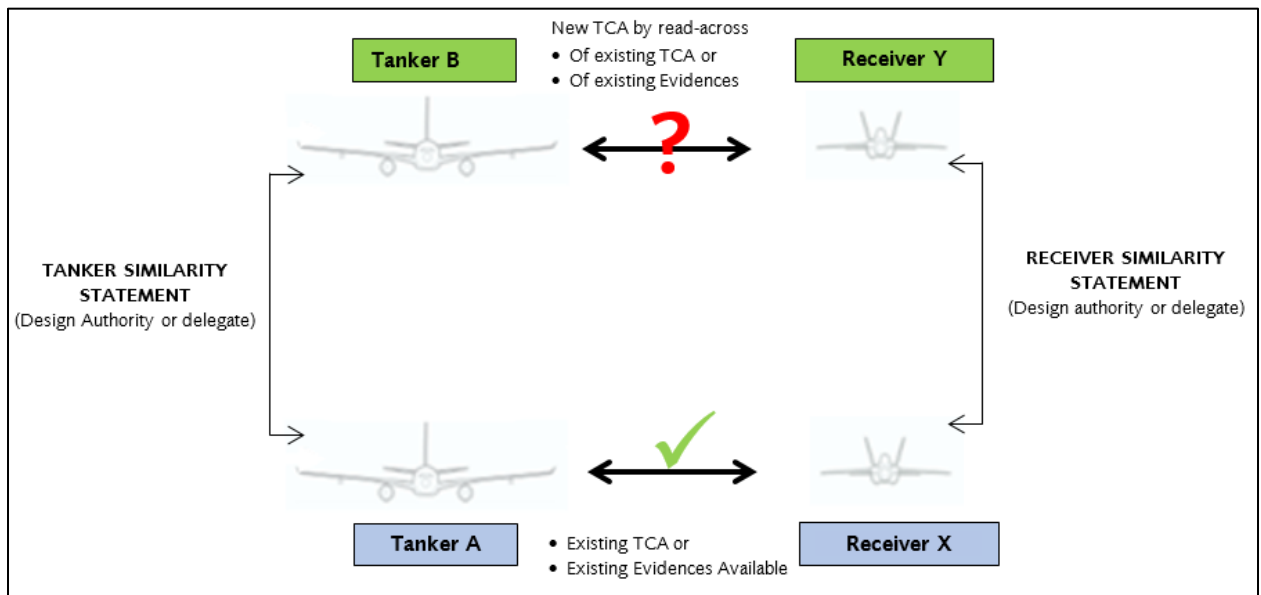 New TCA by read-across
Tanker B
• Of existing TCA or
• Of existing Evidences
Receiver Y
?
TANKER SIMILARITY
STATEMENT
(Design Authority or delegate)
RECEIVER SIMILARITY
STATEMENT
(Design authority or delegate)
Tanker A
• Existing TCA or
• Existing Evidences Available
Receiver X